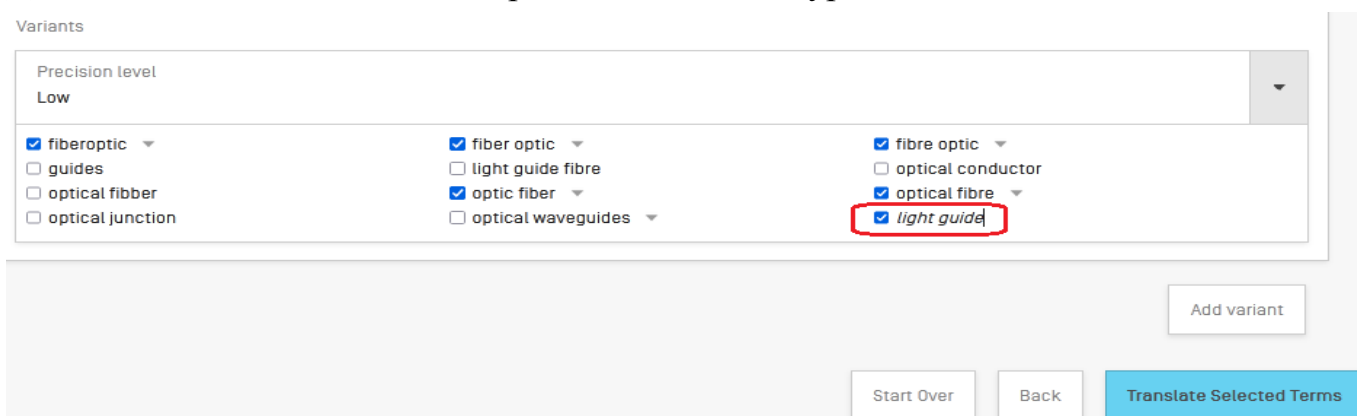 Variants
Precision level
Low
fiberoptic fiber optic fibre optic
guides light guide fibre optical conductor
optical fibber optic fiber optical fibre
optical junction optical waveguides light guide
Add variant
Start Over Back Translate Selected Terms